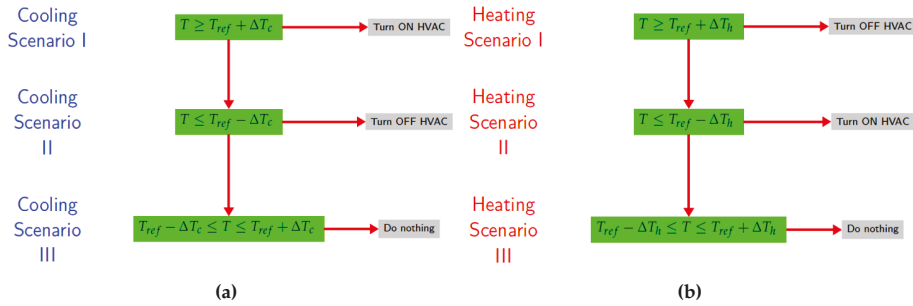 Cooling
Scenario I
T ≥ T_ref + ΔT_c
Turn ON HVAC
Cooling
Scenario
II
T ≤ T_ref − ΔT_c
Turn OFF HVAC
Cooling
Scenario
III
T_ref − ΔT_c ≤ T ≤ T_ref + ΔT_c
Do nothing
(a)
Heating
Scenario I
T ≥ T_ref + ΔT_h
Turn OFF HVAC
Heating
Scenario
II
T ≤ T_ref − ΔT_h
Turn ON HVAC
Heating
Scenario
III
T_ref − ΔT_h ≤ T ≤ T_ref + ΔT_h
Do nothing
(b)